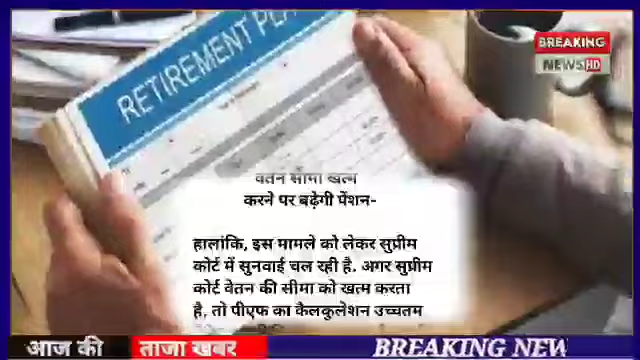 RETIREMENT PLA
BREAKING
NEWS HD
वेतन सीमा खत्म
करने पर बढ़ेगी पेंशन-
हालांकि, इस मामले को लेकर सुप्रीम
कोर्ट में सुनवाई चल रही है. अगर सुप्रीम
कोर्ट वेतन की सीमा को खत्म करता
है, तो पीएफ का कैलकुलेशन उच्चतम
आज की ताजा खबर BREAKING NEW